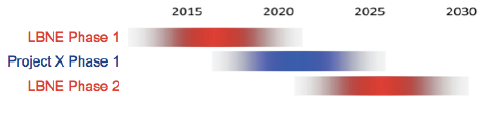 2015 2020 2025 2030
LBNE Phase 1
Project X Phase 1
LBNE Phase 2